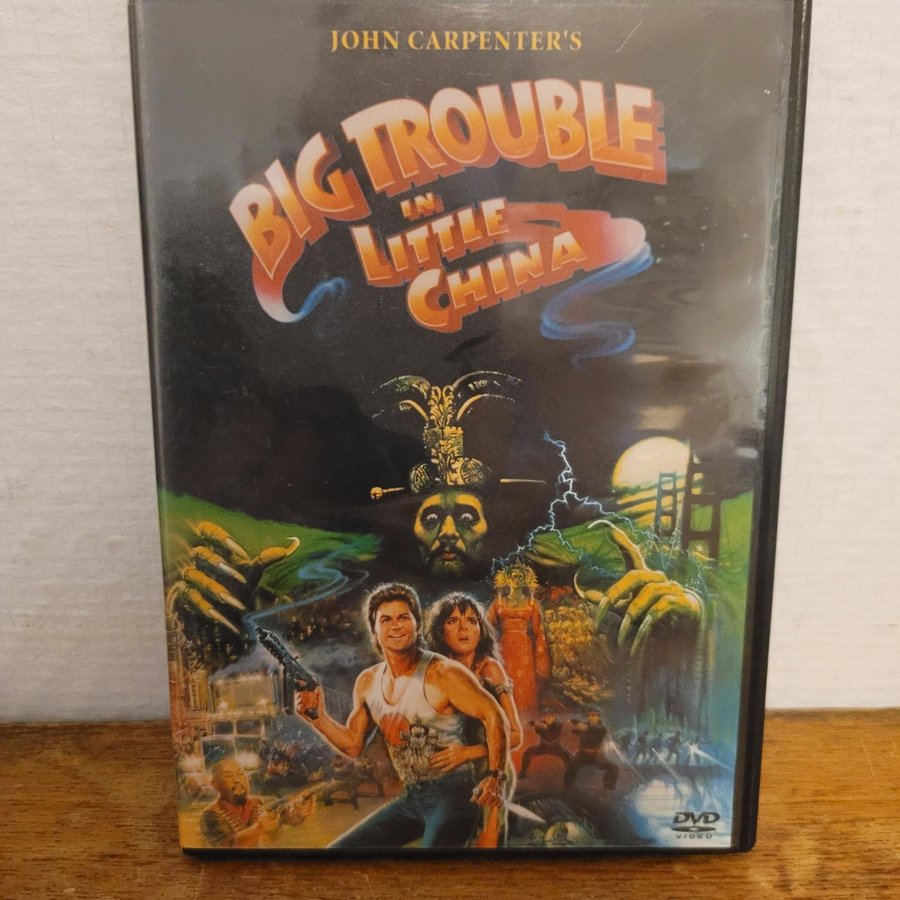 JOHN CARPENTER'S
BIG TROUBLE
IN
LITTLE
CHINA
DVD
VIDEO